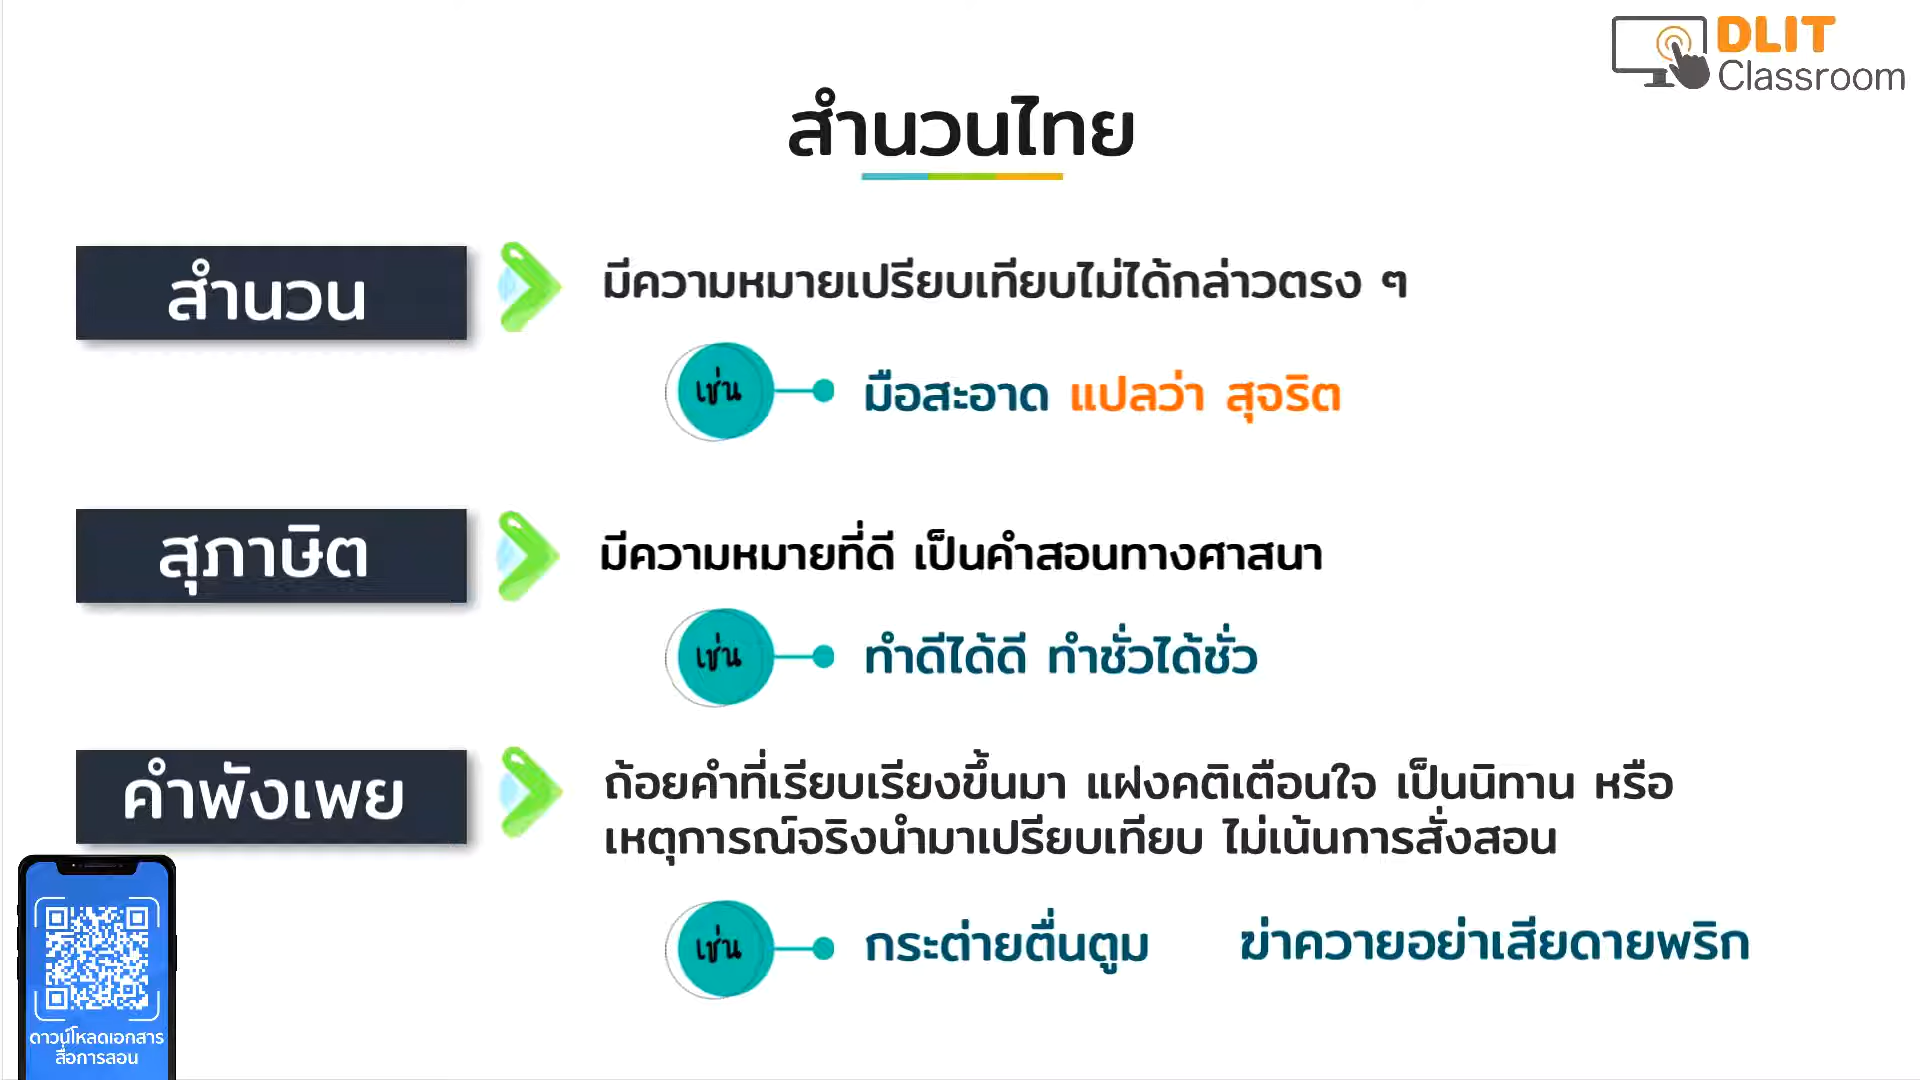 DLIT
Classroom
สำนวนไทย
สำนวน
มีความหมายเปรียบเทียบไม่ได้กล่าวตรง ๆ
เช่น
มือสะอาด แปลว่า สุจริต
สุภาษิต
มีความหมายที่ดี เป็นคำสอนทางศาสนา
เช่น
ทำดีได้ดี ทำชั่วได้ชั่ว
คำพังเพย
ถ้อยคำที่เรียบเรียงขึ้นมา แฝงคติเตือนใจ เป็นนิทาน หรือ
เหตุการณ์จริงนำมาเปรียบเทียบ ไม่เน้นการสั่งสอน
เช่น
กระต่ายตื่นตูม ฆ่าควายอย่าเสียดายพริก
ดาวน์โหลดเอกสาร
สื่อการสอน